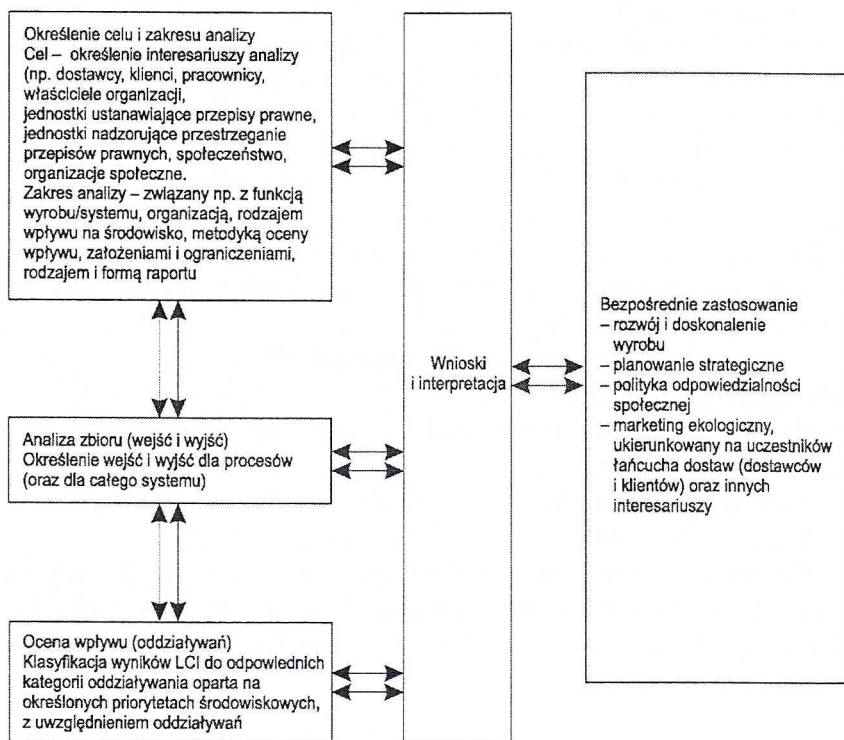 Określenie celu i zakresu analizy
Cel – określenie interesariuszy analizy
(np. dostawcy, klienci, pracownicy,
właściciele organizacji,
jednostki ustanawiające przepisy prawne,
jednostki nadzorujące przestrzeganie
przepisów prawnych, społeczeństwo,
organizacje społeczne.
Zakres analizy – związany np. z funkcją
wyrobu/systemu, organizacją, rodzajem
wpływu na środowisko, metodyką oceny
wpływu, założeniami i ograniczeniami,
rodzajem i formą raportu
Analiza zbioru (wejść i wyjść)
Określenie wejść i wyjść dla procesów
(oraz dla całego systemu)
Ocena wpływu (oddziaływań)
Klasyfikacja wyników LCI do odpowiednich
kategorii oddziaływania oparta na
określonych priorytetach środowiskowych,
z uwzględnieniem oddziaływań
Wnioski
i interpretacja
Bezpośrednie zastosowanie
– rozwój i doskonalenie
wyrobu
– planowanie strategiczne
– polityka odpowiedzialności
społecznej
– marketing ekologiczny,
ukierunkowany na uczestników
łańcucha dostaw (dostawców
i klientów) oraz innych
interesariuszy